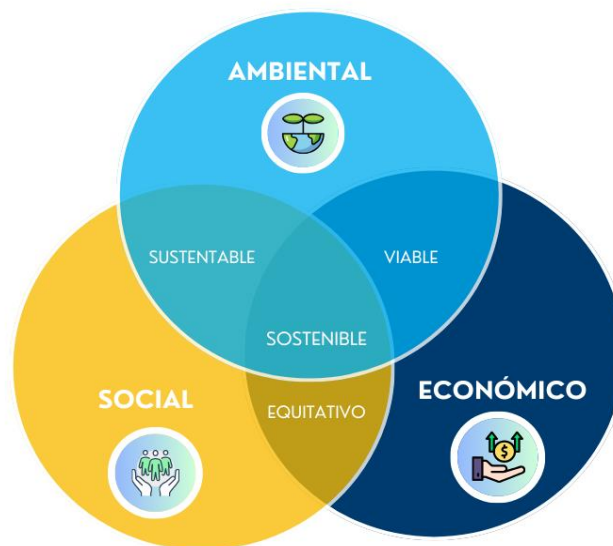 AMBIENTAL
SUSTENTABLE
VIABLE
SOSTENIBLE
SOCIAL
EQUITATIVO
ECONÓMICO
$